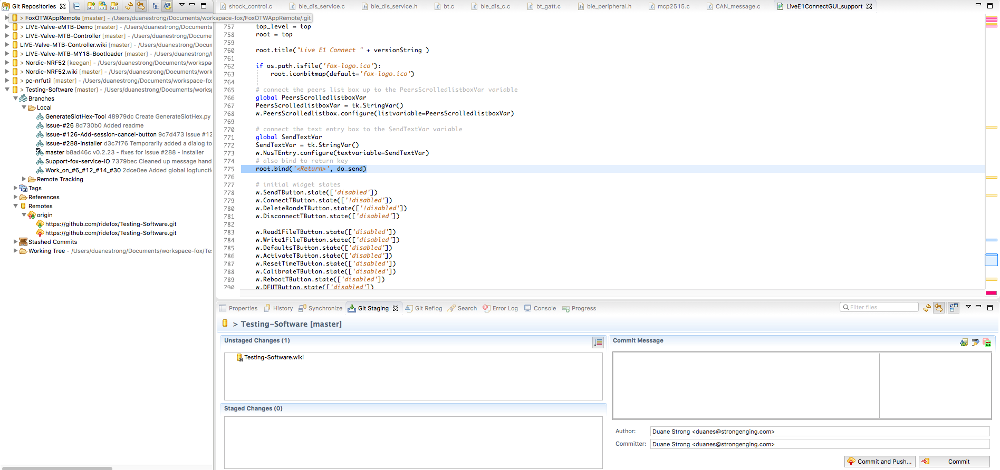 Git Repositories
> FoxOTWAppRemote [master] - /Users/duanestrong/Documents/workspace-fox/FoxOTWAppRemote/.git
> LIVE-Valve-eMTB-Demo [master] - /Users/duanestrong/Documents
> LIVE-Valve-MTB-Controller [master] - /Users/duanestrong/Docume
LIVE-Valve-MTB-Controller.wiki [master] - /Users/duanestrong/Docun
> LIVE-Valve-MTB-MY18-Bootloader [master] - /Users/duanestrong/
> Nordic-NRF52 [keegan] - /Users/duanestrong/Documents/workspa
> Nordic-NRF52.wiki [master] - /Users/duanestrong/Documents/work
> pc-nrfutil [master] - /Users/duanestrong/Documents/workspace-fo
> Testing-Software [master] - /Users/duanestrong/Documents/works
Branches
Local
GenerateSlotHex-Tool 48979dc Create GenerateSlotHex.py
Issue-#26 8d730b0 Added readme
Issue-#126-Add-session-cancel-button 9c7d473 Issue #12
Issue-#288-installer d3c7f76 Temporarily added a dialog to
master b8ad46c v0.2.23 - fixes for issue #288 - installer
Support-fox-service-IO 7379bec Cleaned up message hand
Work_on_#6_#12_#14_#30 2dce0ee Added global logfuncti
Remote Tracking
Tags
References
Remotes
origin
https://github.com/ridefox/Testing-Software.git
https://github.com/ridefox/Testing-Software.git
Stashed Commits
Working Tree - /Users/duanestrong/Documents/workspace-fox/Te
shock_control.c ble_dis_service.c ble_dis_service.h bt.c ble_dis_c.c bt_gatt.c ble_peripheral.h mcp2515.c CAN_message.c LiveE1ConnectGUI_support
757 top_level = top
758 root = top
759
760 root.title("Live E1 Connect " + versionString )
761
762 if os.path.isfile('fox-logo.ico'):
763 root.iconbitmap(default='fox-logo.ico')
764
765 # connect the peers list box up to the PeersScrolledlistboxVar variable
766 global PeersScrolledlistboxVar
767 PeersScrolledlistboxVar = tk.StringVar()
768 w.PeersScrolledlistbox.configure(listvariable=PeersScrolledlistboxVar)
769
770 # connect the text entry box to the SendTextVar variable
771 global SendTextVar
772 SendTextVar = tk.StringVar()
773 w.NusTEntry.configure(textvariable=SendTextVar)
774 # also bind to return key
775 root.bind('<Return>', do_send)
776
777 # initial widget states
778 w.SendTButton.state(['disabled'])
779 w.ConnectTButton.state(['!disabled'])
780 w.DeleteBondsTButton.state(['!disabled'])
781 w.DisconnectTButton.state(['disabled'])
782
783 w.Read1FileTButton.state(['disabled'])
784 w.Write1FileTButton.state(['disabled'])
785 w.DefaultsTButton.state(['disabled'])
786 w.ActivateTButton.state(['disabled'])
787 w.ResetTimeTButton.state(['disabled'])
788 w.CalibrateTButton.state(['disabled'])
789 w.RebootTButton.state(['disabled'])
790 w.DFUTButton.state(['disabled'])
Properties History Synchronize Git Staging Git Reflog Search Error Log Console Progress
Filter files
> Testing-Software [master]
Unstaged Changes (1)
Testing-Software.wiki
Staged Changes (0)
Commit Message
Author: Duane Strong <duanes@strongenging.com>
Committer: Duane Strong <duanes@strongenging.com>
Commit and Push... Commit